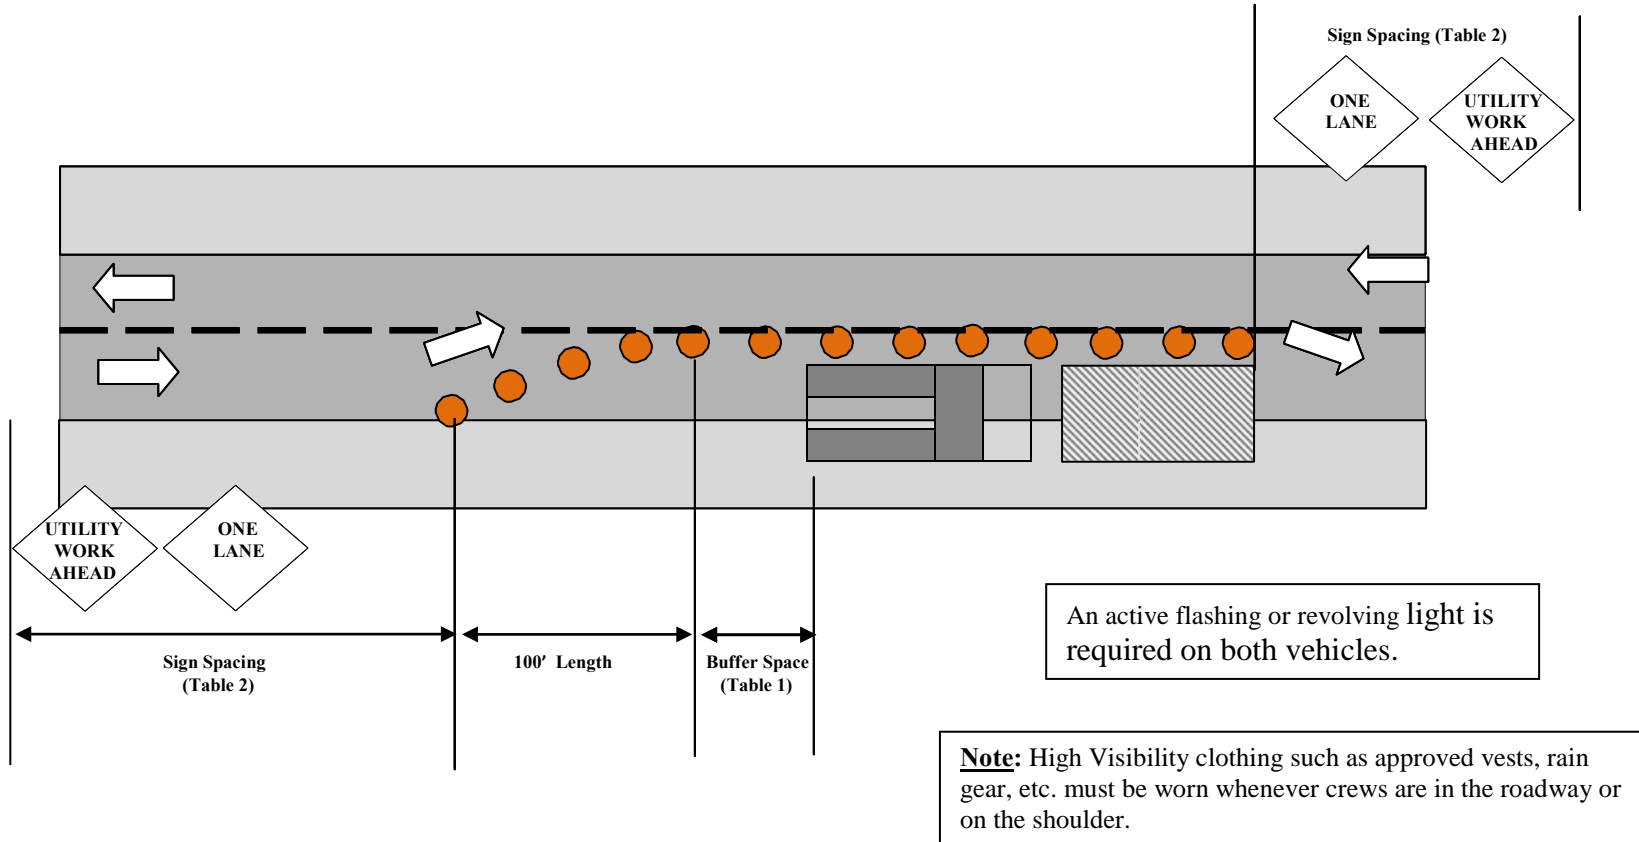 Sign Spacing (Table 2)
ONE
LANE
UTILITY
WORK
AHEAD
UTILITY
WORK
AHEAD
ONE
LANE
Sign Spacing
(Table 2)
100' Length
Buffer Space
(Table 1)
An active flashing or revolving light is
required on both vehicles.
Note: High Visibility clothing such as approved vests, rain
gear, etc. must be worn whenever crews are in the roadway or
on the shoulder.